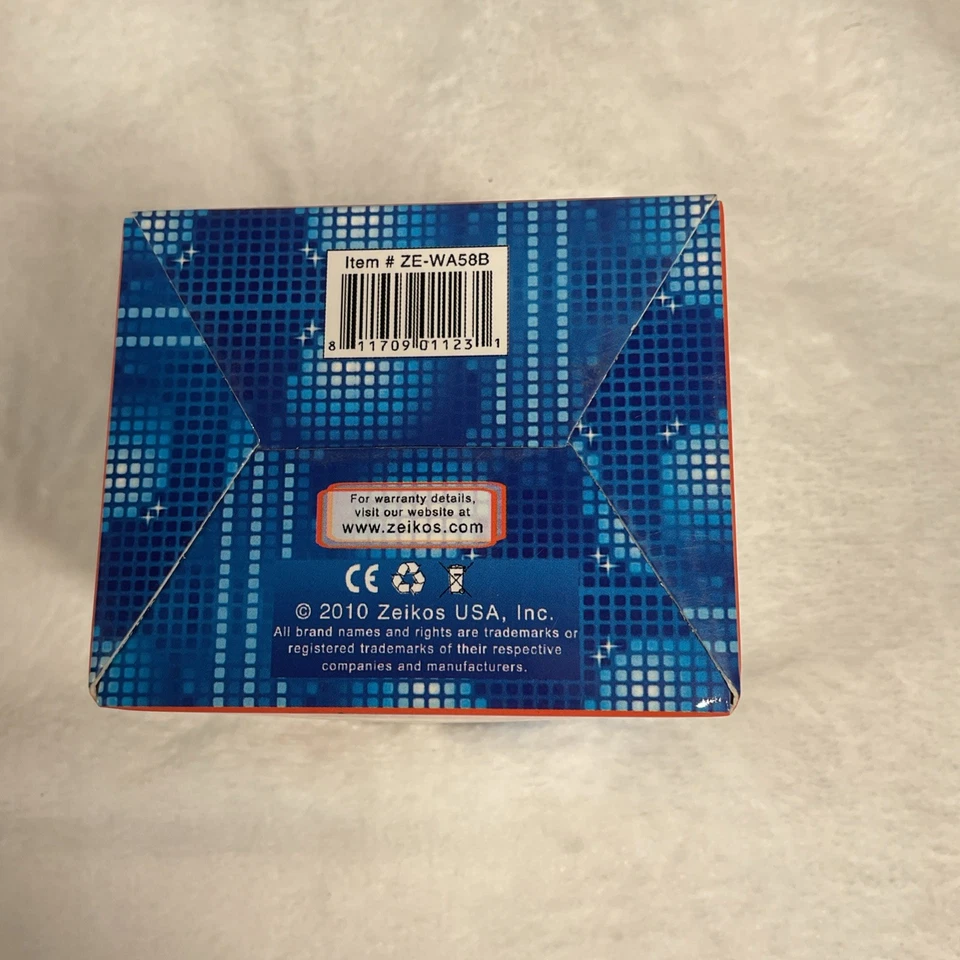 Item # ZE-WA58B
8 11709 01123 1
For warranty details,
visit our website at
www.zeikos.com
CE
© 2010 Zeikos USA, Inc.
All brand names and rights are trademarks or
registered trademarks of their respective
companies and manufacturers.